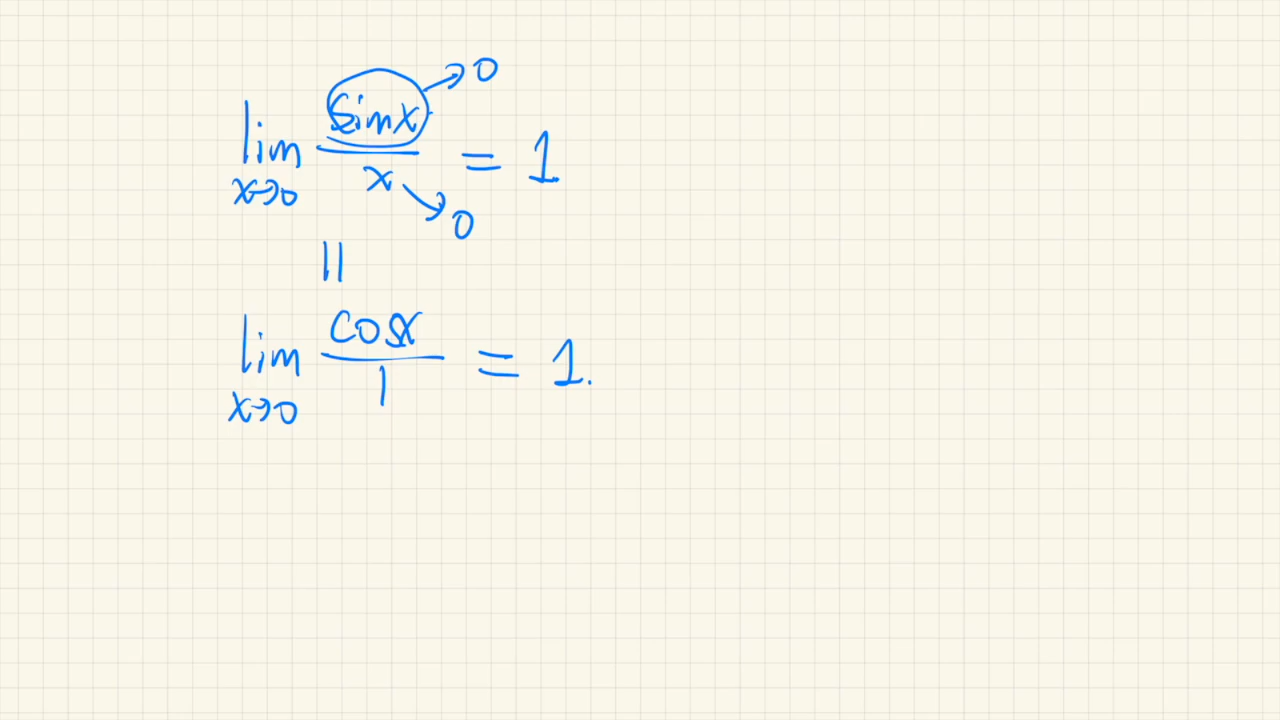 lim x→0 sinx/x = 1
→0
→0
||
lim x→0 cosx/1 = 1.